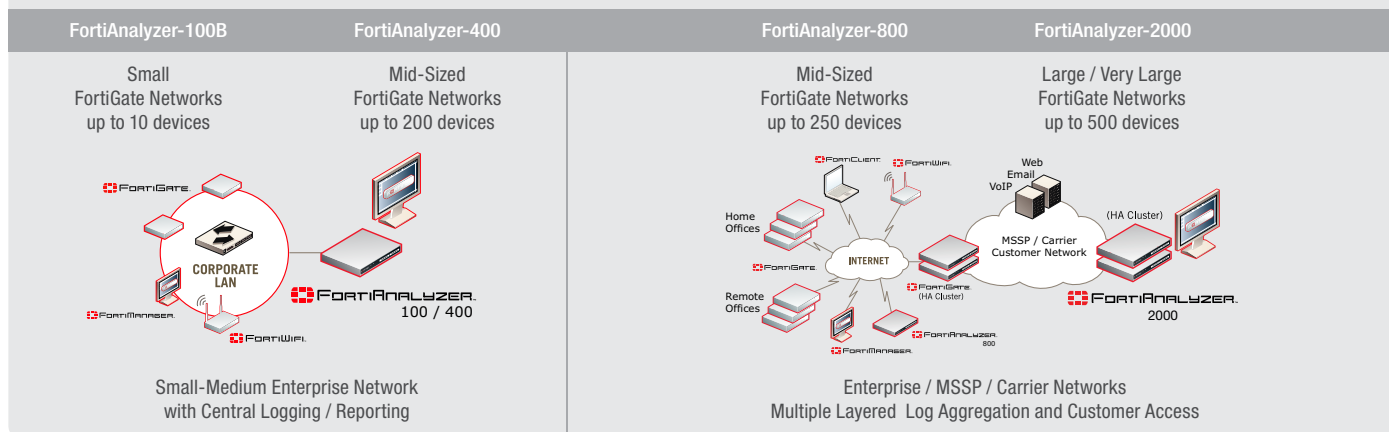 FortiAnalyzer-100B
FortiAnalyzer-400
Small
FortiGate Networks
up to 10 devices
Mid-Sized
FortiGate Networks
up to 200 devices
FORTIGATE
CORPORATE
LAN
FORTIMANAGER
FORTIWIFI
FORTIANALYZER
100 / 400
Small-Medium Enterprise Network
with Central Logging / Reporting
FortiAnalyzer-800
FortiAnalyzer-2000
Mid-Sized
FortiGate Networks
up to 250 devices
Large / Very Large
FortiGate Networks
up to 500 devices
FORTICLIENT
FORTIWIFI
Web
Email
VoIP
Home
Offices
(HA Cluster)
MSSP / Carrier
Customer Network
INTERNET
FORTIGATE
FORTIGATE
(HA Cluster)
Remote
Offices
FORTIANALYZER
2000
FORTIANALYZER
800
FORTIMANAGER
Enterprise / MSSP / Carrier Networks
Multiple Layered Log Aggregation and Customer Access